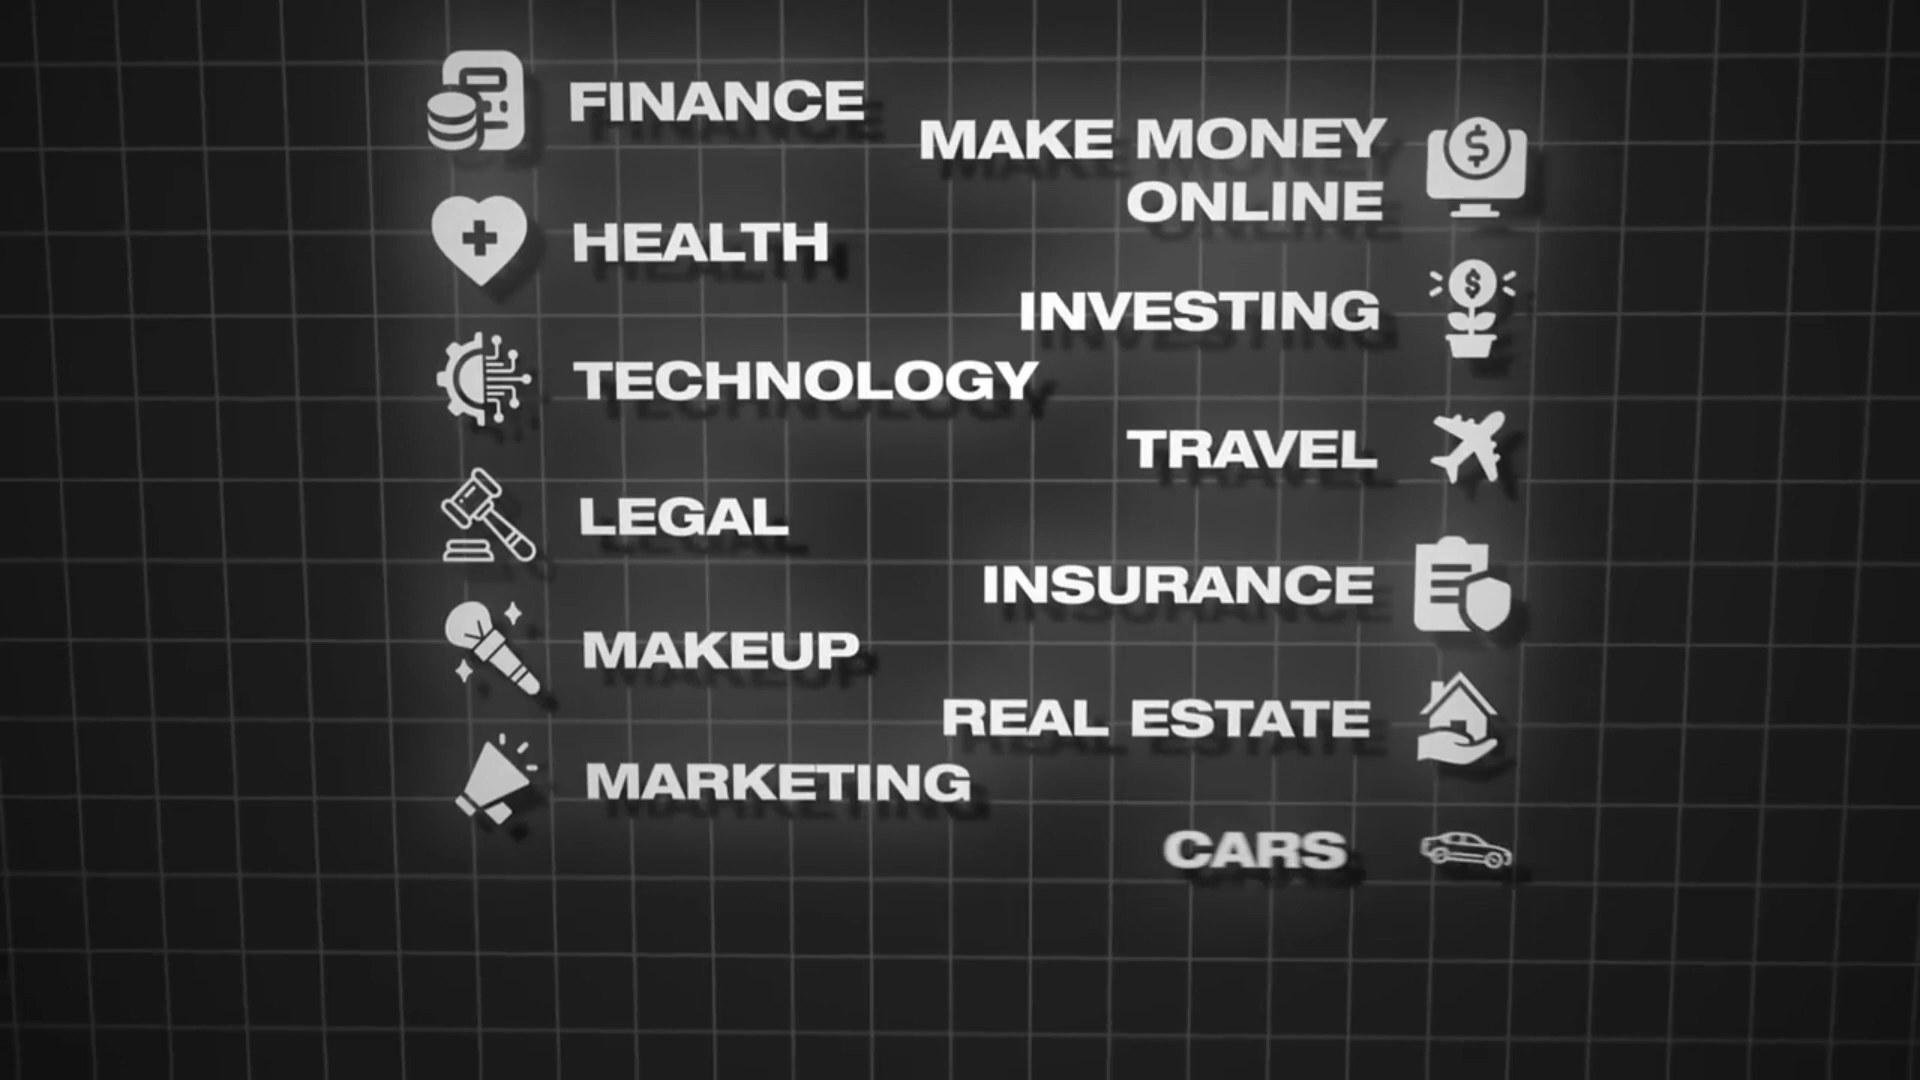 FINANCE
HEALTH
TECHNOLOGY
LEGAL
MAKEUP
MARKETING
MAKE MONEY
ONLINE
INVESTING
TRAVEL
INSURANCE
REAL ESTATE
CARS